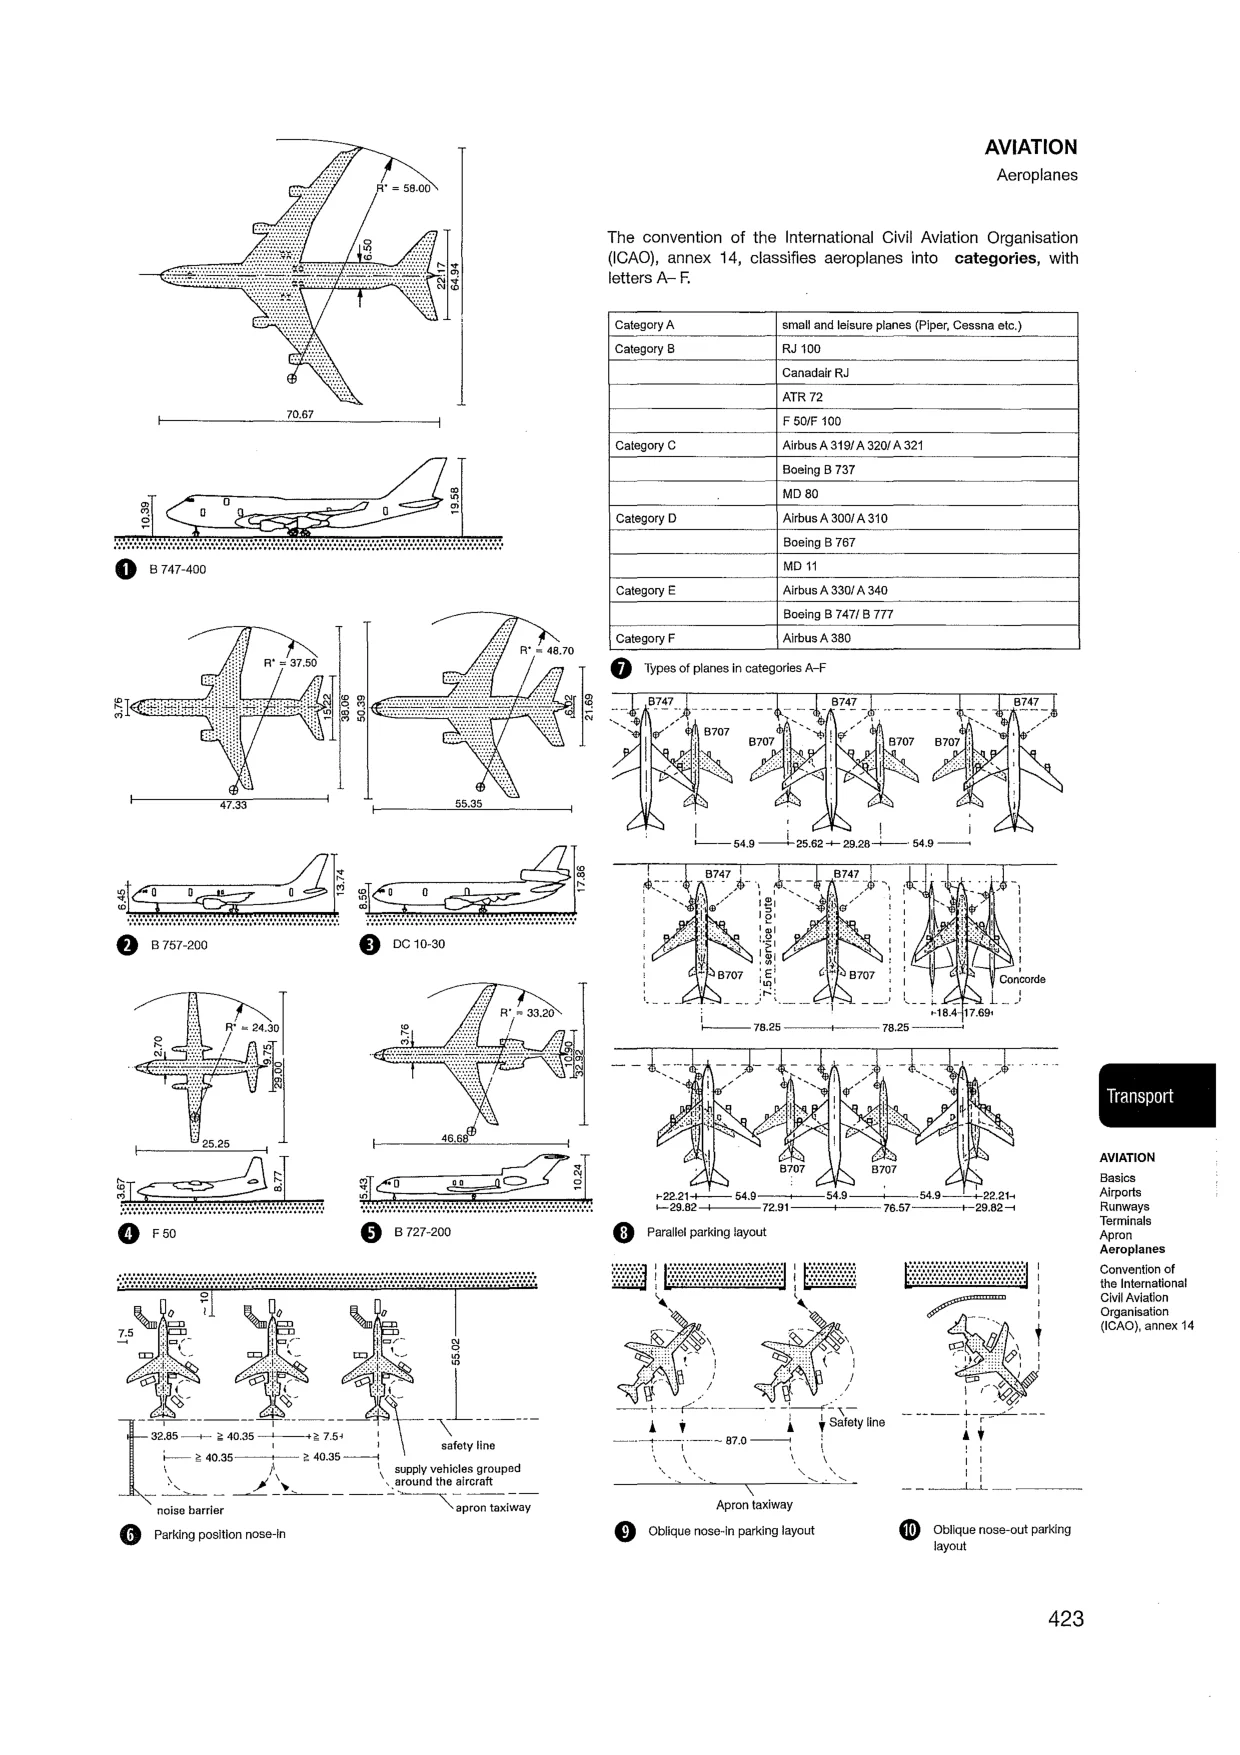 AVIATION
Aeroplanes
The convention of the International Civil Aviation Organisation
(ICAO), annex 14, classifies aeroplanes into categories, with
letters A– F.
R* = 58.00
6.50
22.17
64.94
70.67
10.39
19.58
1 B 747-400
R* = 37.50
3.76
15.22
38.06
47.33
R* = 48.70
50.39
6.02
21.69
55.35
6.45
13.74
2 B 757-200
8.56
17.86
3 DC 10-30
R* = 24.30
2.70
9.75
29.00
25.25
3.67
8.77
4 F 50
R* = 33.20
3.76
10.90
32.92
46.68
5.43
10.24
5 B 727-200
~ 10
7.5
55.02
32.85 ≥ 40.35 ≥ 7.5
≥ 40.35 ≥ 40.35
safety line
supply vehicles grouped
around the aircraft
noise barrier
apron taxiway
6 Parking position nose-in
Category A small and leisure planes (Piper, Cessna etc.)
Category B RJ 100
Canadair RJ
ATR 72
F 50/F 100
Category C Airbus A 319/ A 320/ A 321
Boeing B 737
MD 80
Category D Airbus A 300/ A 310
Boeing B 767
MD 11
Category E Airbus A 330/ A 340
Boeing B 747/ B 777
Category F Airbus A 380
7 Types of planes in categories A–F
B747 B747 B747
B707 B707 B707 B707
54.9 25.62 29.28 54.9
B747 B747
7.5 m service route
B707 B707
Concorde
18.4 17.69
78.25 78.25
B707 B707
22.21 54.9 54.9 54.9 22.21
29.82 72.91 76.57 29.82
8 Parallel parking layout
Safety line
87.0
Apron taxiway
9 Oblique nose-in parking layout
10 Oblique nose-out parking
layout
Transport
AVIATION
Basics
Airports
Runways
Terminals
Apron
Aeroplanes
Convention of
the International
Civil Aviation
Organisation
(ICAO), annex 14
423